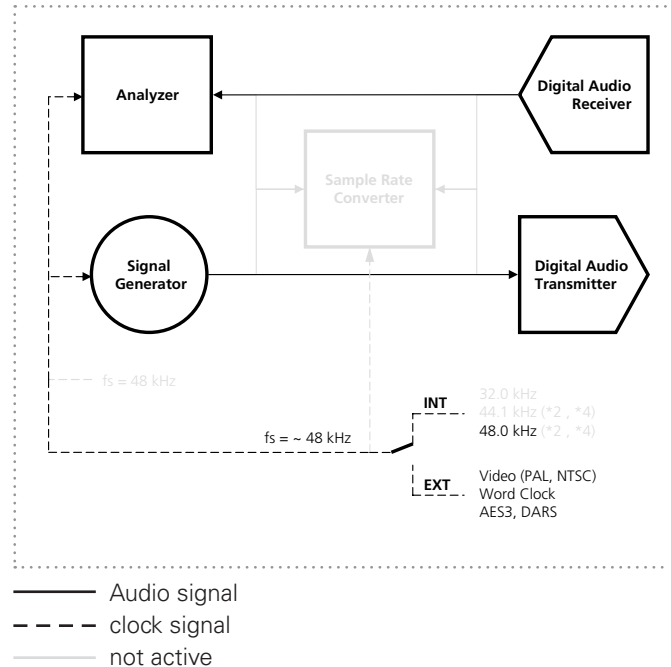 Analyzer
Digital Audio
Receiver
Sample Rate
Converter
Signal
Generator
Digital Audio
Transmitter
fs = 48 kHz
INT
32.0 kHz
44.1 kHz (*2 , *4)
48.0 kHz (*2 , *4)
fs = ~ 48 kHz
EXT
Video (PAL, NTSC)
Word Clock
AES3, DARS
Audio signal
clock signal
not active